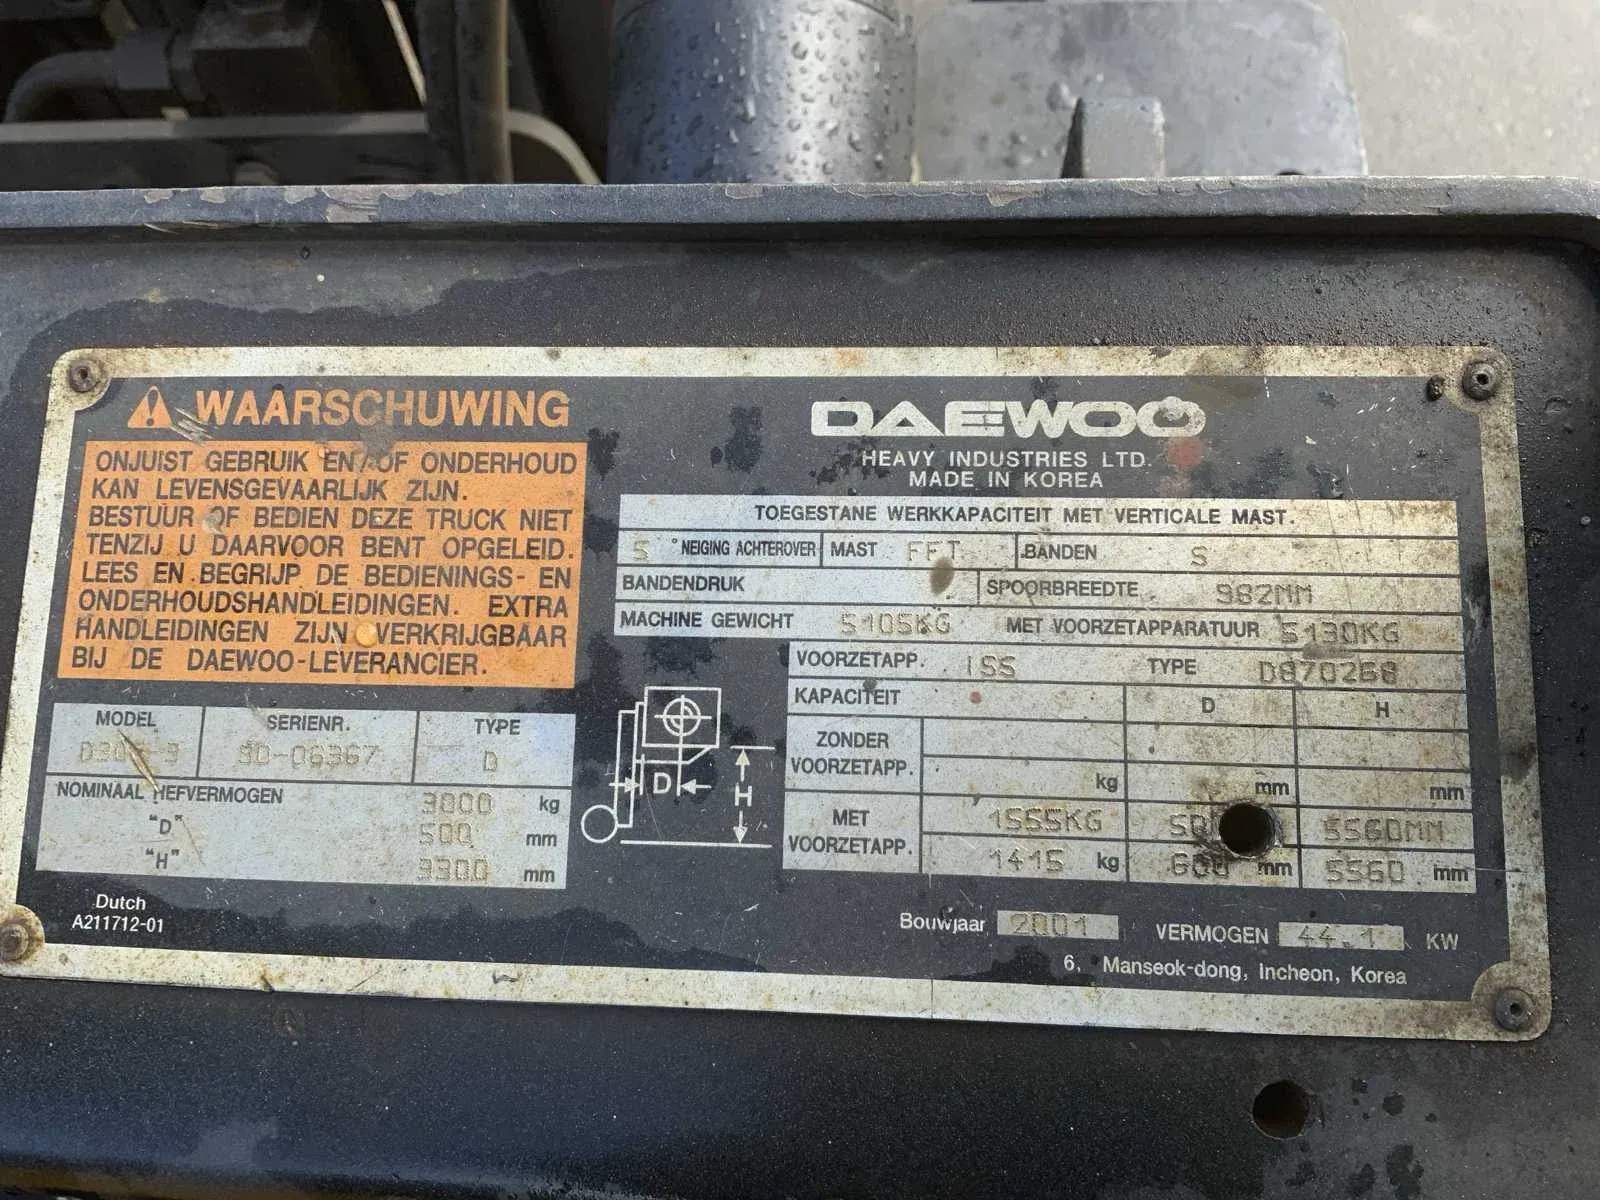 WAARSCHUWING
ONJUIST GEBRUIK EN/OF ONDERHOUD
KAN LEVENSGEVAARLIJK ZIJN.
BESTUUR OF BEDIEN DEZE TRUCK NIET
TENZIJ U DAARVOOR BENT OPGELEID.
LEES EN BEGRIJP DE BEDIENINGS- EN
ONDERHOUDSHANDLEIDINGEN. EXTRA
HANDLEIDINGEN ZIJN VERKRIJGBAAR
BIJ DE DAEWOO-LEVERANCIER.
MODEL SERIENR. TYPE
D
NOMINAAL HEFVERMOGEN 3000 kg
"D" 500 mm
"H" 3300 mm
Dutch
A211712-01
DAEWOO
HEAVY INDUSTRIES LTD.
MADE IN KOREA
TOEGESTANE WERKKAPACITEIT MET VERTICALE MAST.
5 ° NEIGING ACHTEROVER MAST FFT BANDEN S
BANDENDRUK SPOORBREEDTE 982MM
MACHINE GEWICHT 5105KG MET VOORZETAPPARATUUR 5130KG
VOORZETAPP. ISS TYPE D870268
KAPACITEIT D H
ZONDER
VOORZETAPP. kg mm mm
MET 1555KG 5560MM
VOORZETAPP. 1415 kg 600 mm 5560 mm
D H
Bouwjaar 2001 VERMOGEN 44.1 KW
6, Manseok-dong, Incheon, Korea